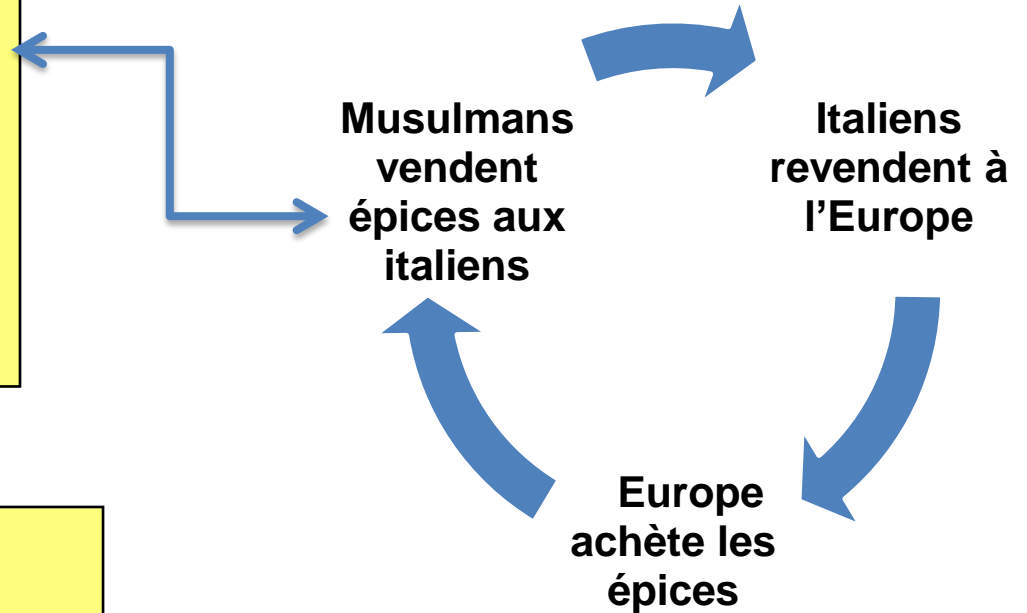 Musulmans
vendent
épices aux
italiens
Italiens
revendent à
l’Europe
Europe
achète les
épices